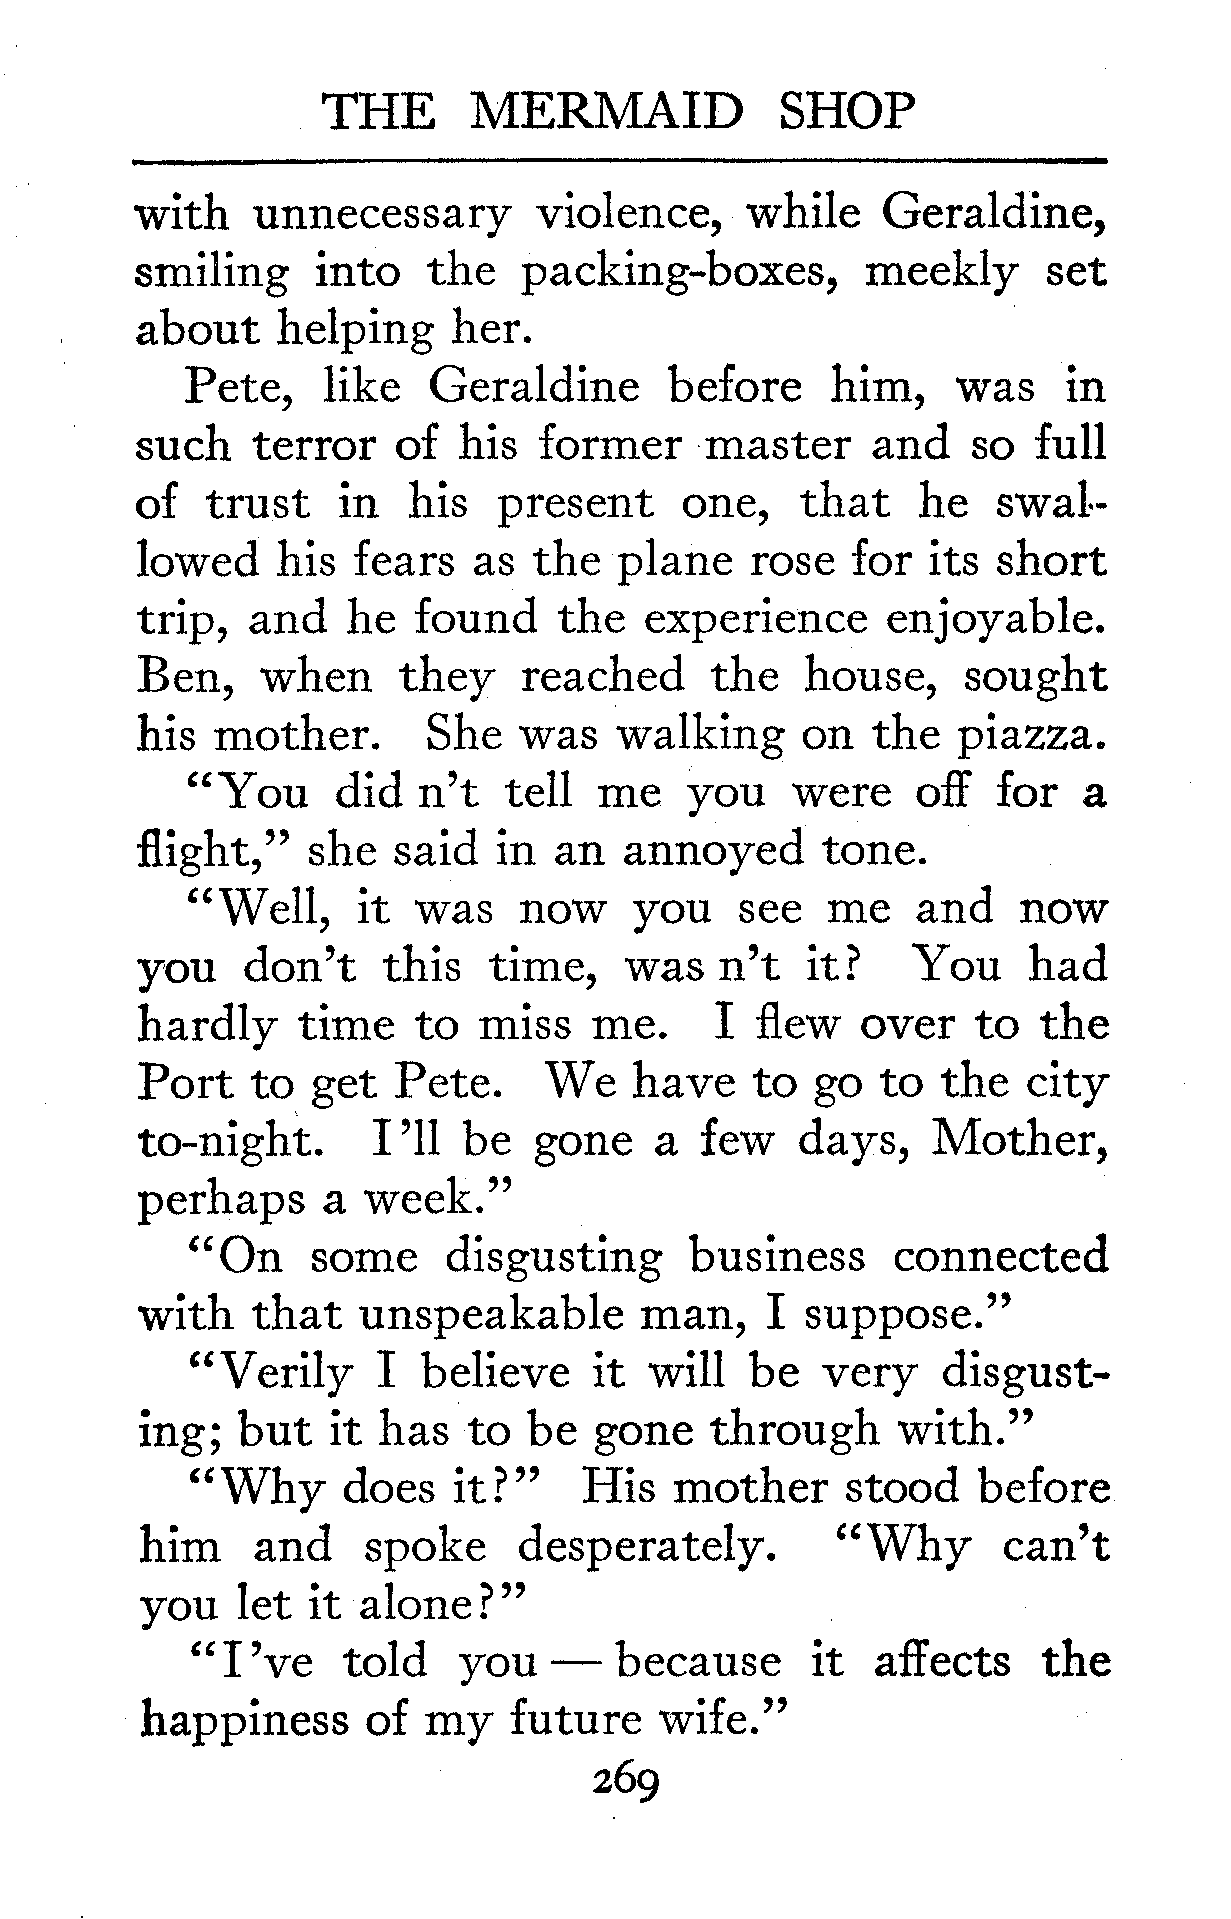 THE MERMAID SHOP
with unnecessary violence, while Geraldine,
smiling into the packing-boxes, meekly set
about helping her.
Pete, like Geraldine before him, was in
such terror of his former master and so full
of trust in his present one, that he swal-
lowed his fears as the plane rose for its short
trip, and he found the experience enjoyable.
Ben, when they reached the house, sought
his mother. She was walking on the piazza.
“You did n’t tell me you were off for a
flight,” she said in an annoyed tone.
“Well, it was now you see me and now
you don’t this time, was n’t it? You had
hardly time to miss me. I flew over to the
Port to get Pete. We have to go to the city
to-night. I ’ll be gone a few days, Mother,
perhaps a week.”
“On some disgusting business connected
with that unspeakable man, I suppose.”
“Verily I believe it will be very disgust-
ing; but it has to be gone through with.”
“Why does it?” His mother stood before
him and spoke desperately. “Why can’t
you let it alone?”
“I ’ve told you — because it affects the
happiness of my future wife.”
269